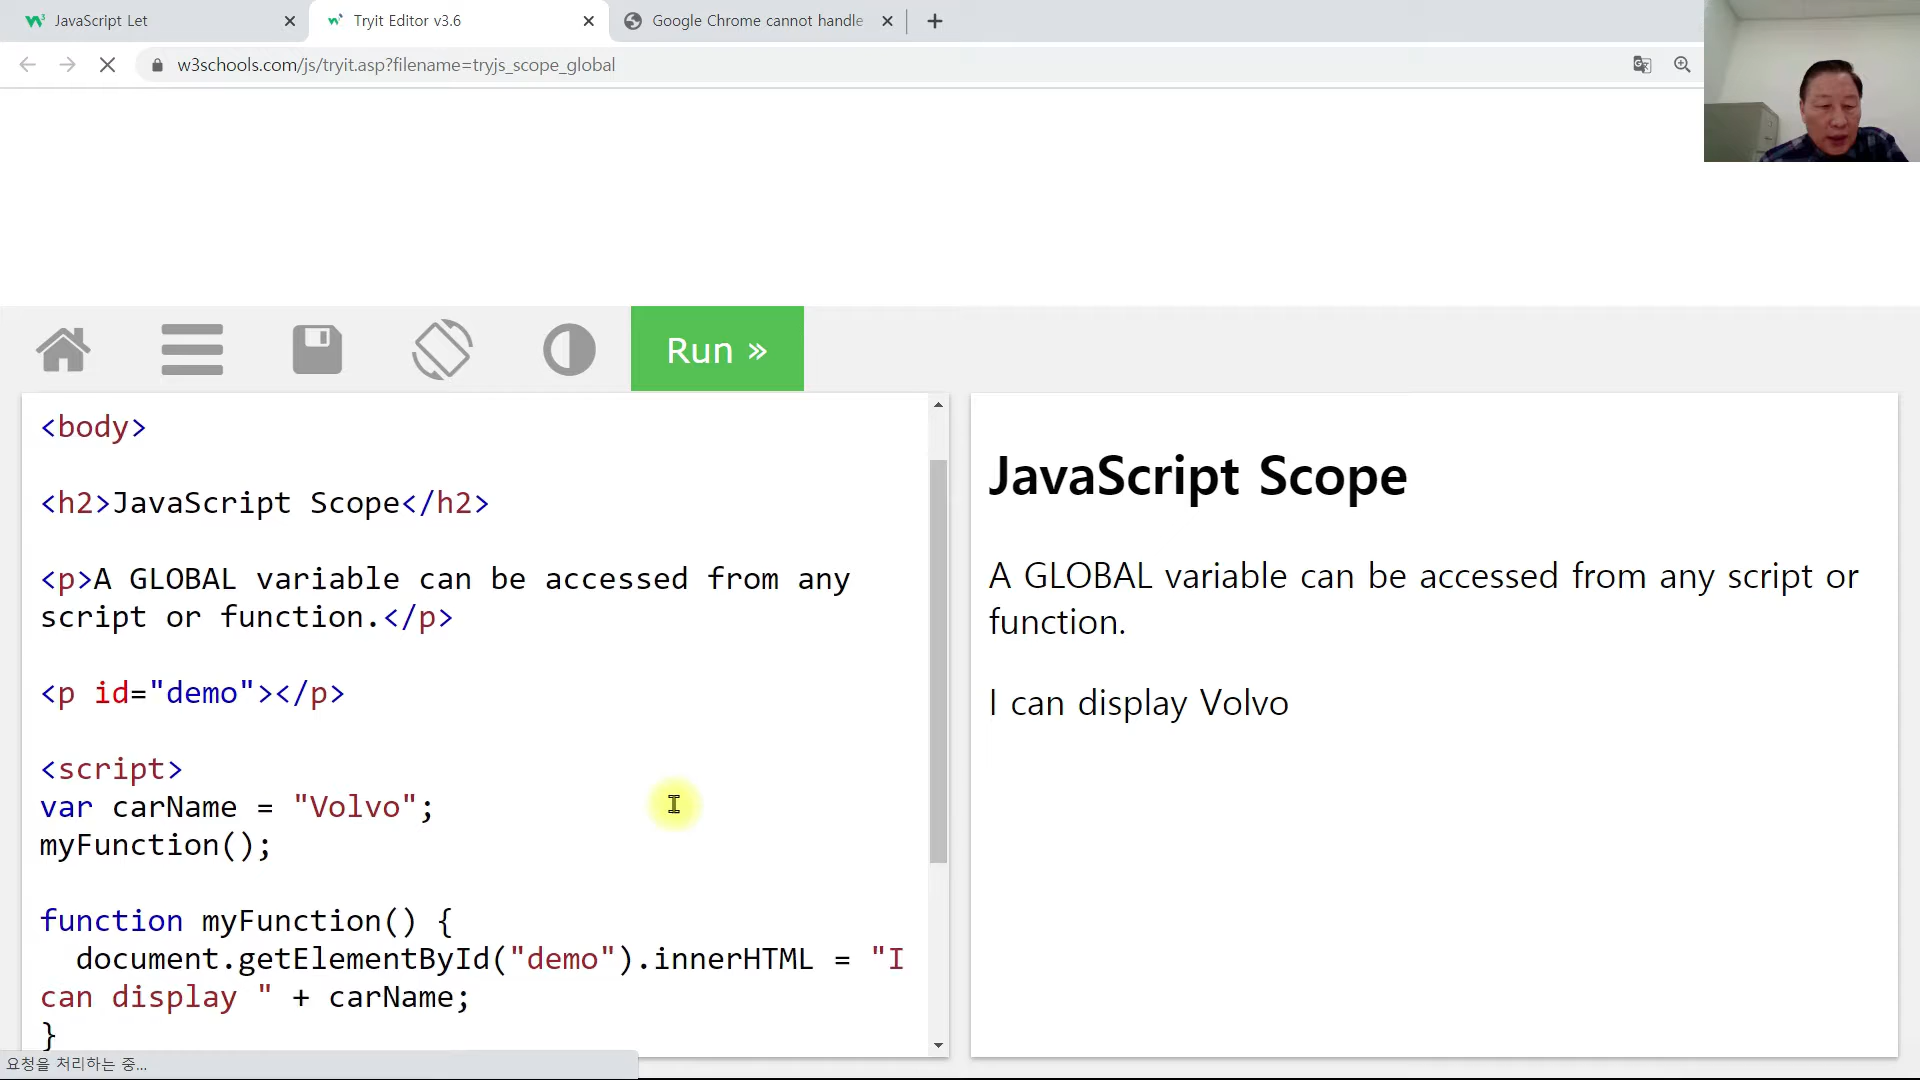 JavaScript Let
Tryit Editor v3.6
Google Chrome cannot handle
w3schools.com/js/tryit.asp?filename=tryjs_scope_global
Run »
<body>
<h2>JavaScript Scope</h2>
<p>A GLOBAL variable can be accessed from any
script or function.</p>
<p id="demo"></p>
<script>
var carName = "Volvo";
myFunction();
function myFunction() {
document.getElementById("demo").innerHTML = "I
can display " + carName;
}
JavaScript Scope
A GLOBAL variable can be accessed from any script or
function.
I can display Volvo
요청을 처리하는 중...